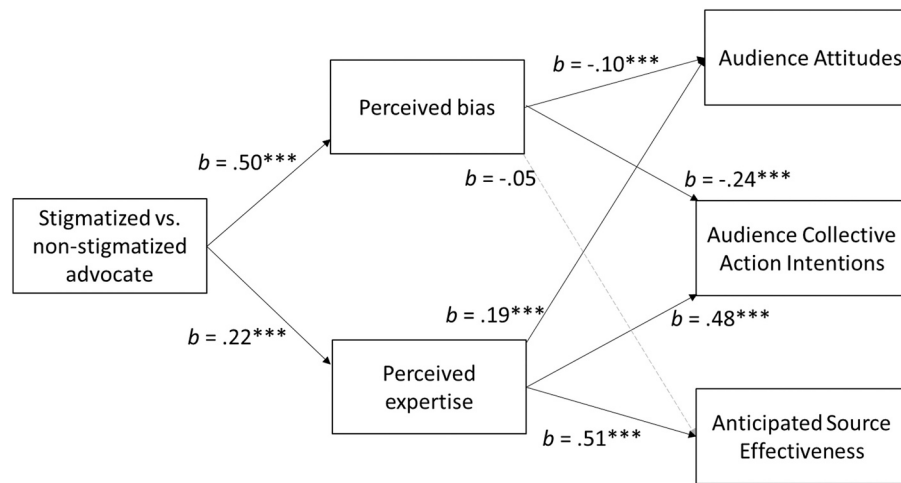 Audience Attitudes
b = -.10***
Perceived bias
b = .50***
b = -.05
b = -.24***
Stigmatized vs.
non-stigmatized
advocate
Audience Collective
Action Intentions
b = .19***
b = .48***
b = .22***
Perceived
expertise
Anticipated Source
Effectiveness
b = .51***